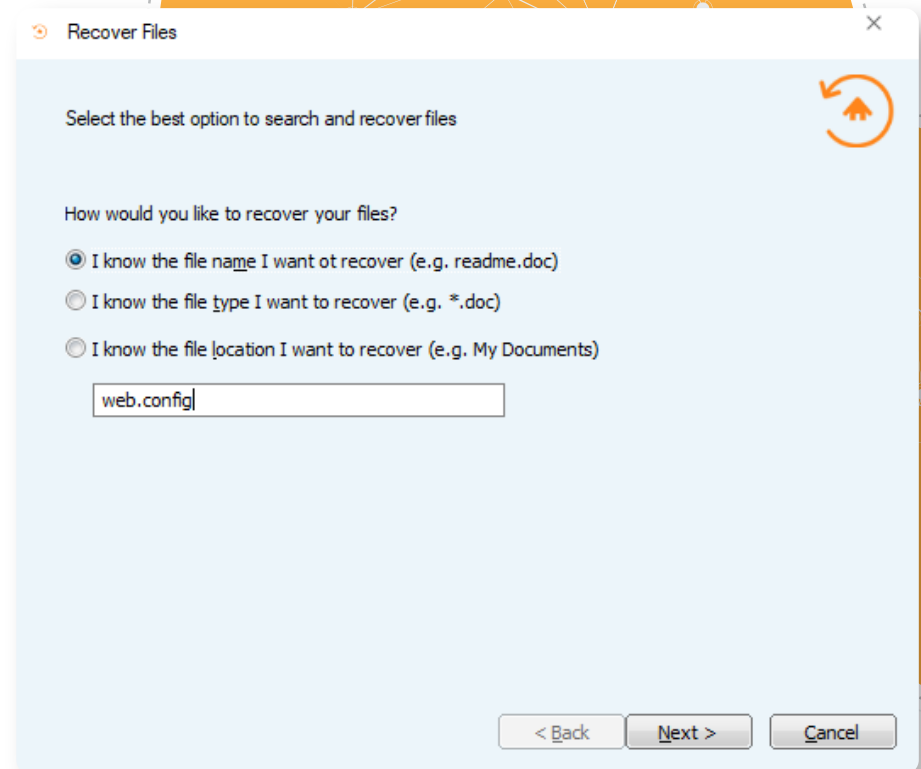 Recover Files
Select the best option to search and recover files
How would you like to recover your files?
I know the file name I want ot recover (e.g. readme.doc)
I know the file type I want to recover (e.g. *.doc)
I know the file location I want to recover (e.g. My Documents)
web.config
< Back Next > Cancel